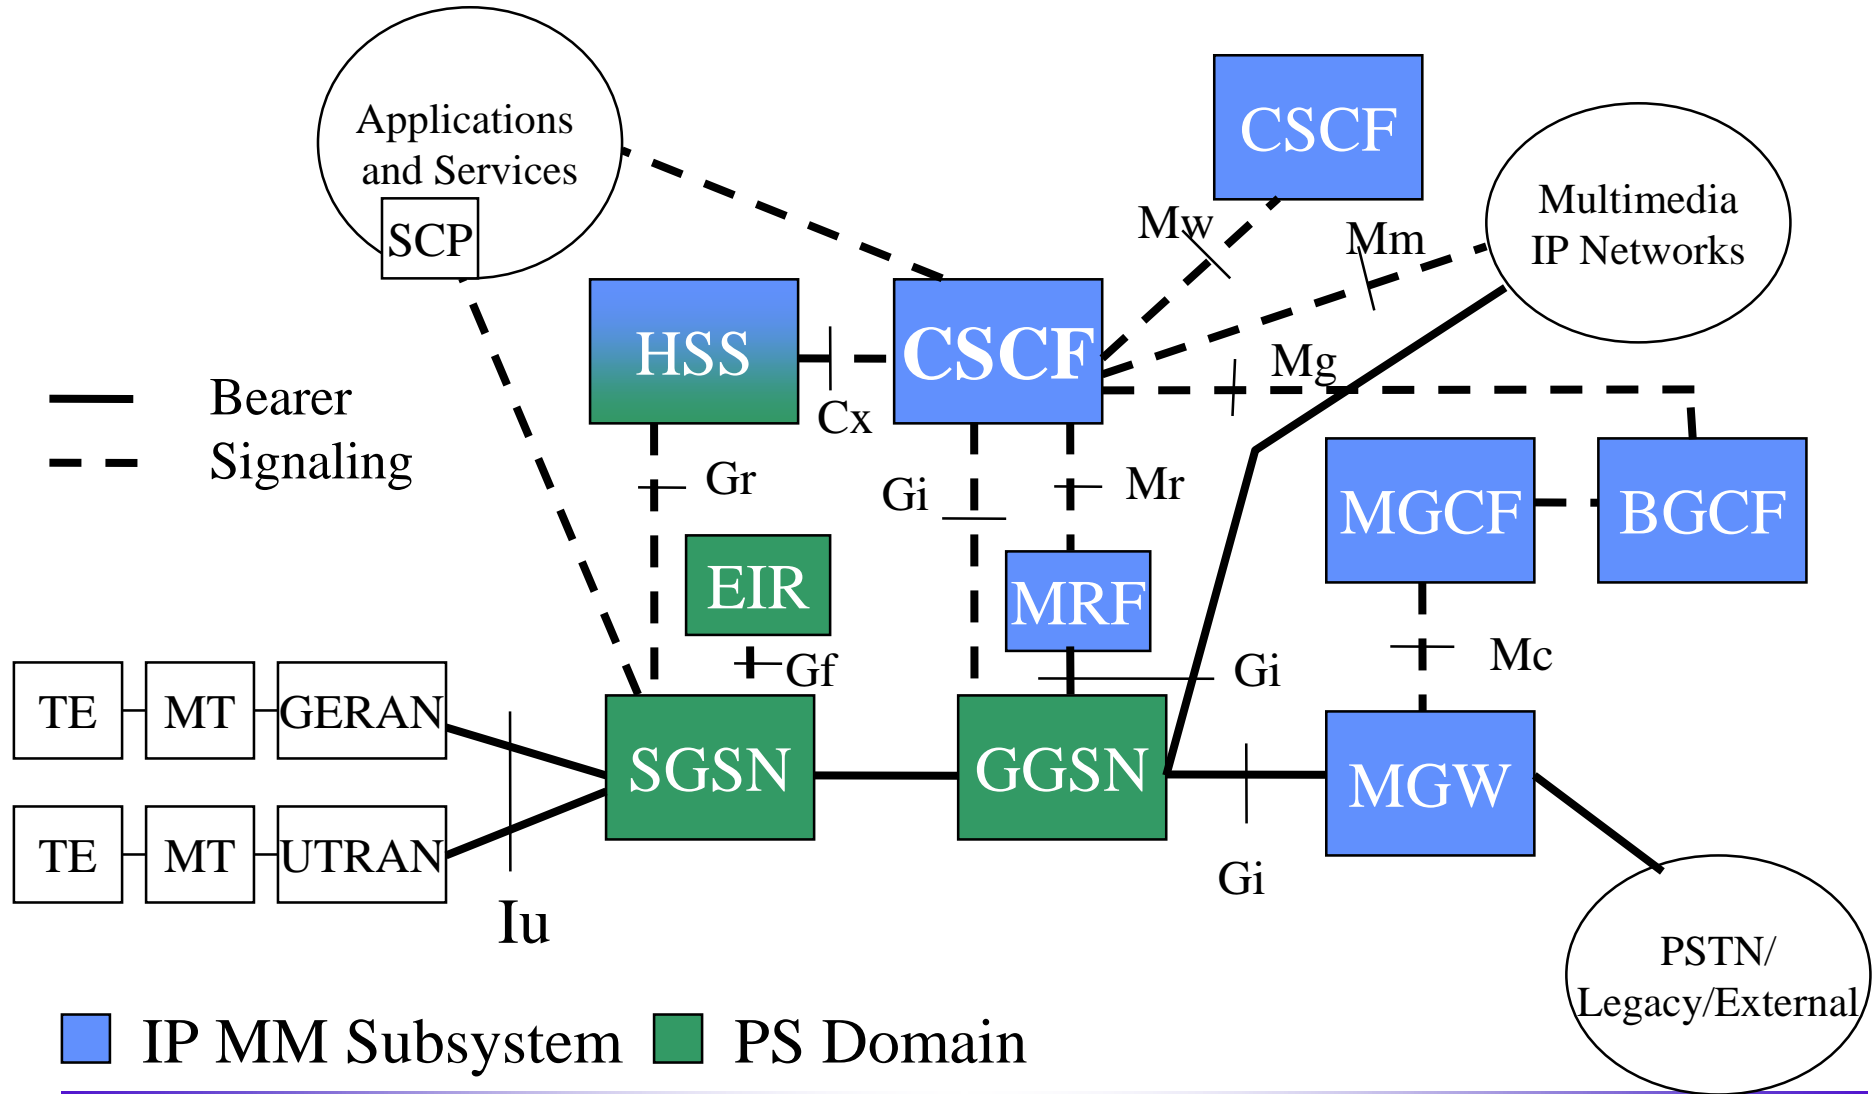 Applications
and Services
SCP
CSCF
Multimedia
IP Networks
Mw
Mm
HSS
CSCF
Cx
Mg
Bearer
Signaling
Gr
Gi
Mr
MGCF
BGCF
EIR
MRF
Gf
Gi
Mc
TE
MT
GERAN
SGSN
GGSN
MGW
TE
MT
UTRAN
Iu
Gi
PSTN/
Legacy/External
IP MM Subsystem
PS Domain